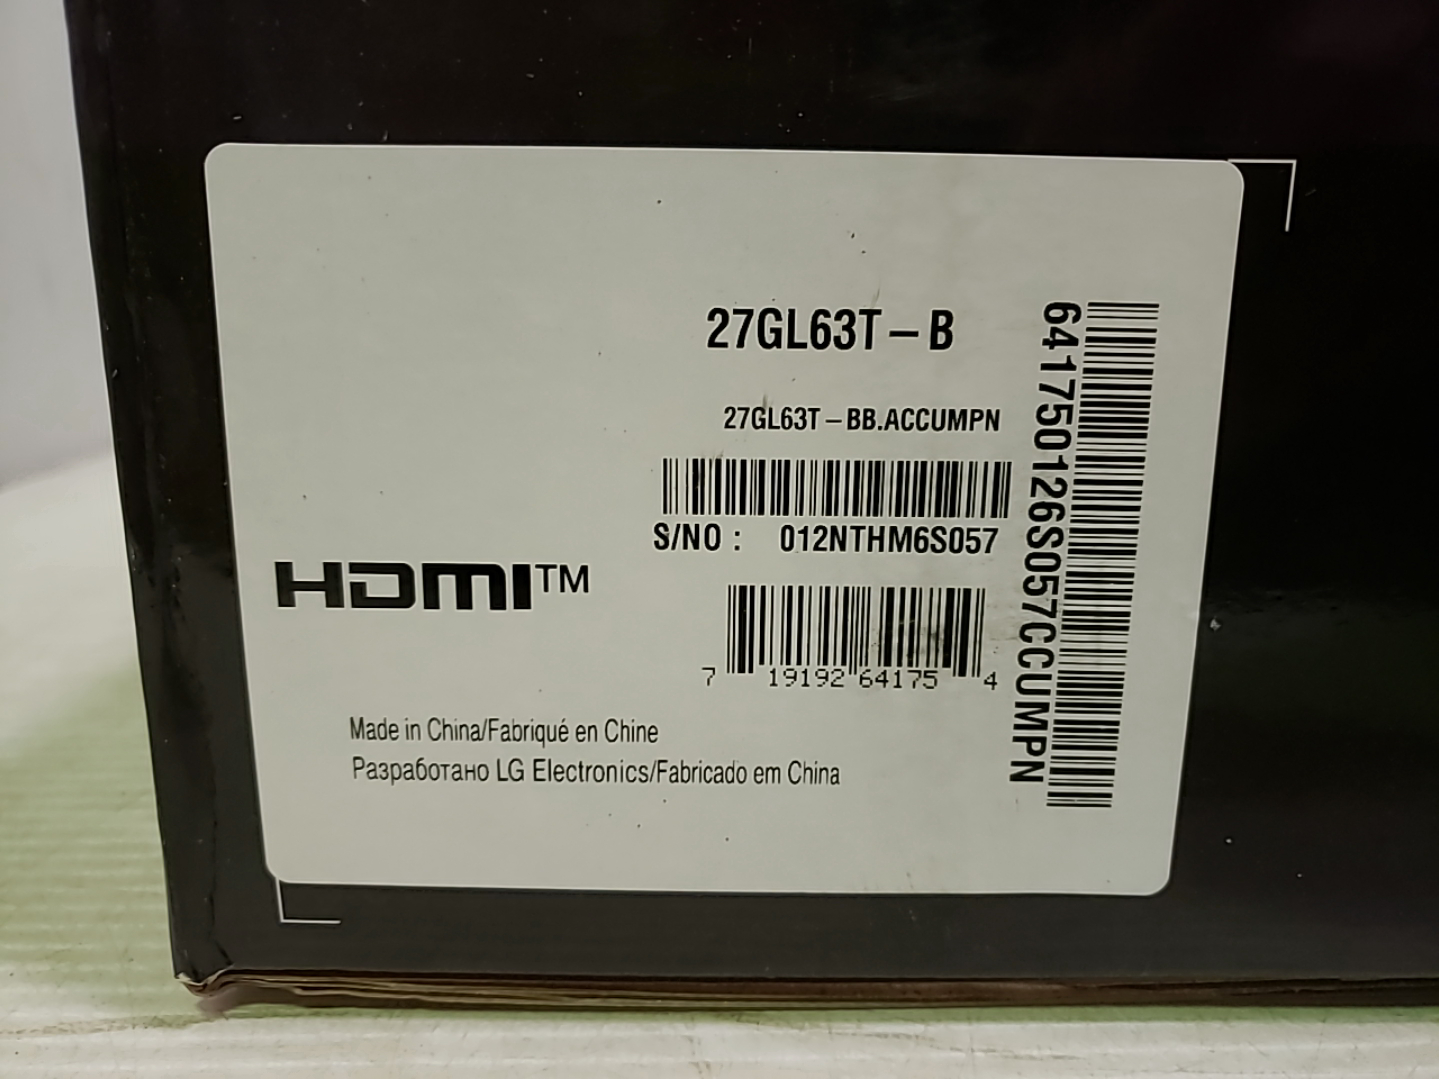 27GL63T – B
27GL63T – BB.ACCUMPN
S/NO : 012NTHM6S057
HDMI™
7 19192 64175 4
Made in China/Fabriqué en Chine
Разработано LG Electronics/Fabricado em China
641750126S057CCUMPN